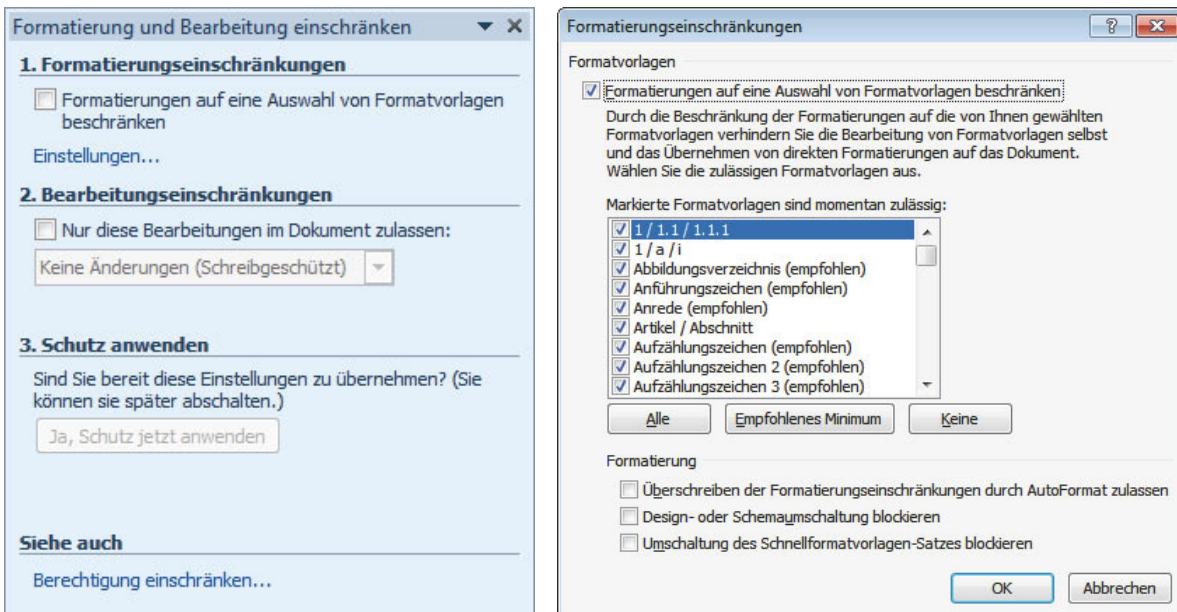 Formatierung und Bearbeitung einschränken
1. Formatierungseinschränkungen
Formatierungen auf eine Auswahl von Formatvorlagen
beschränken
Einstellungen...
2. Bearbeitungseinschränkungen
Nur diese Bearbeitungen im Dokument zulassen:
Keine Änderungen (Schreibgeschützt)
3. Schutz anwenden
Sind Sie bereit diese Einstellungen zu übernehmen? (Sie
können sie später abschalten.)
Ja, Schutz jetzt anwenden
Siehe auch
Berechtigung einschränken...
Formatierungseinschränkungen
Formatvorlagen
Formatierungen auf eine Auswahl von Formatvorlagen beschränken
Durch die Beschränkung der Formatierungen auf die von Ihnen gewählten
Formatvorlagen verhindern Sie die Bearbeitung von Formatvorlagen selbst
und das Übernehmen von direkten Formatierungen auf das Dokument.
Wählen Sie die zulässigen Formatvorlagen aus.
Markierte Formatvorlagen sind momentan zulässig:
1 / 1.1 / 1.1.1
1 / a / i
Abbildungsverzeichnis (empfohlen)
Anführungszeichen (empfohlen)
Anrede (empfohlen)
Artikel / Abschnitt
Aufzählungszeichen (empfohlen)
Aufzählungszeichen 2 (empfohlen)
Aufzählungszeichen 3 (empfohlen)
Alle
Empfohlenes Minimum
Keine
Formatierung
Überschreiben der Formatierungseinschränkungen durch AutoFormat zulassen
Design- oder Schemaumschaltung blockieren
Umschaltung des Schnellformatvorlagen-Satzes blockieren
OK
Abbrechen